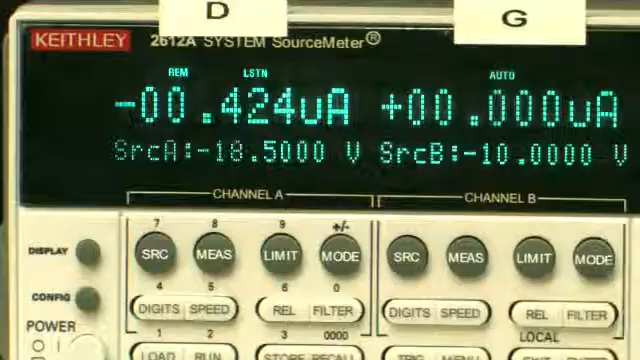 D G
KEITHLEY 2612A SYSTEM SourceMeter®
REM LSTN AUTO
-00.424uA +00.000uA
SrcA:-18.5000 V SrcB:-10.0000 V
CHANNEL A CHANNEL B
7 8 9 +/-
DISPLAY SRC MEAS LIMIT MODE SRC MEAS LIMIT MODE
4 5 6 0
CONFIG DIGITS SPEED REL FILTER DIGITS SPEED REL FILTER
POWER 1 2 3 0000 LOCAL
LOAD RUN STORE RECALL TRIG MENU EXIT ENTER